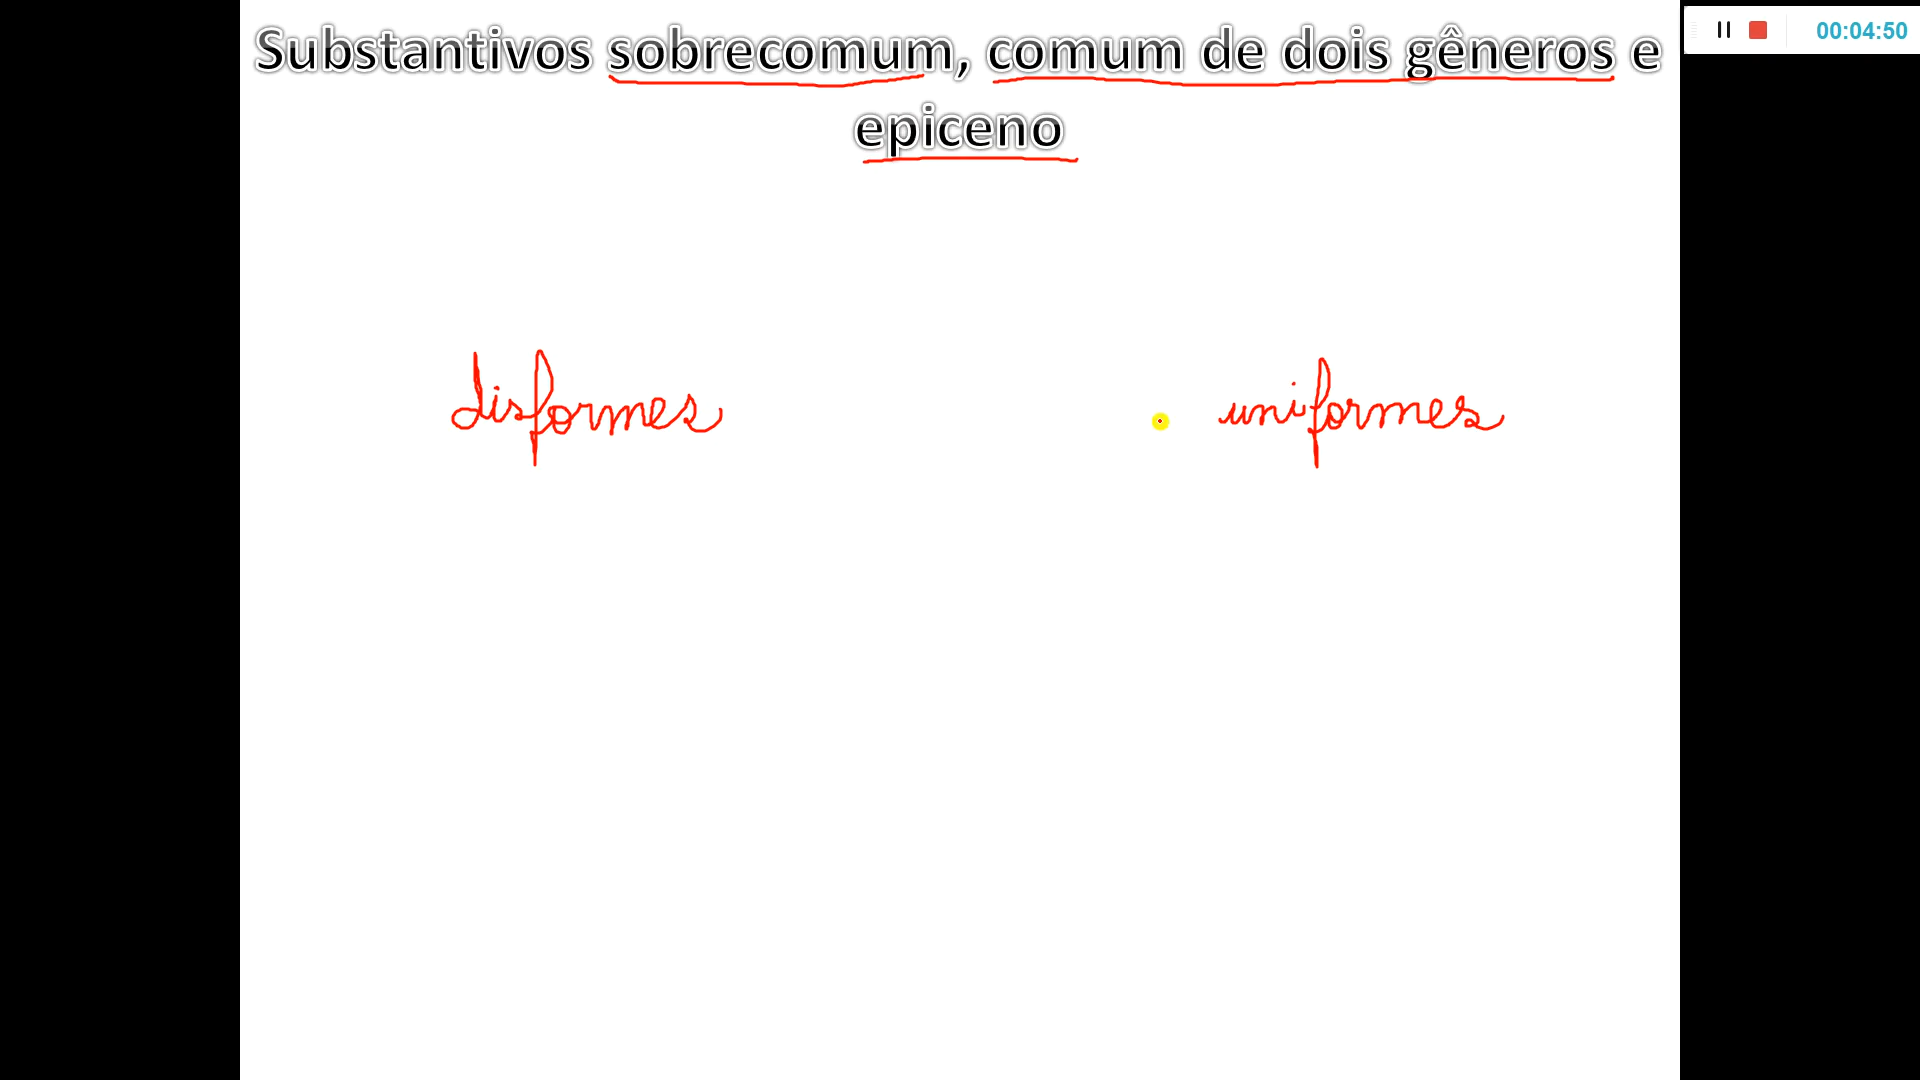 Substantivos sobrecomum, comum de dois gêneros e
epiceno
00:04:50
disformes
uniformes